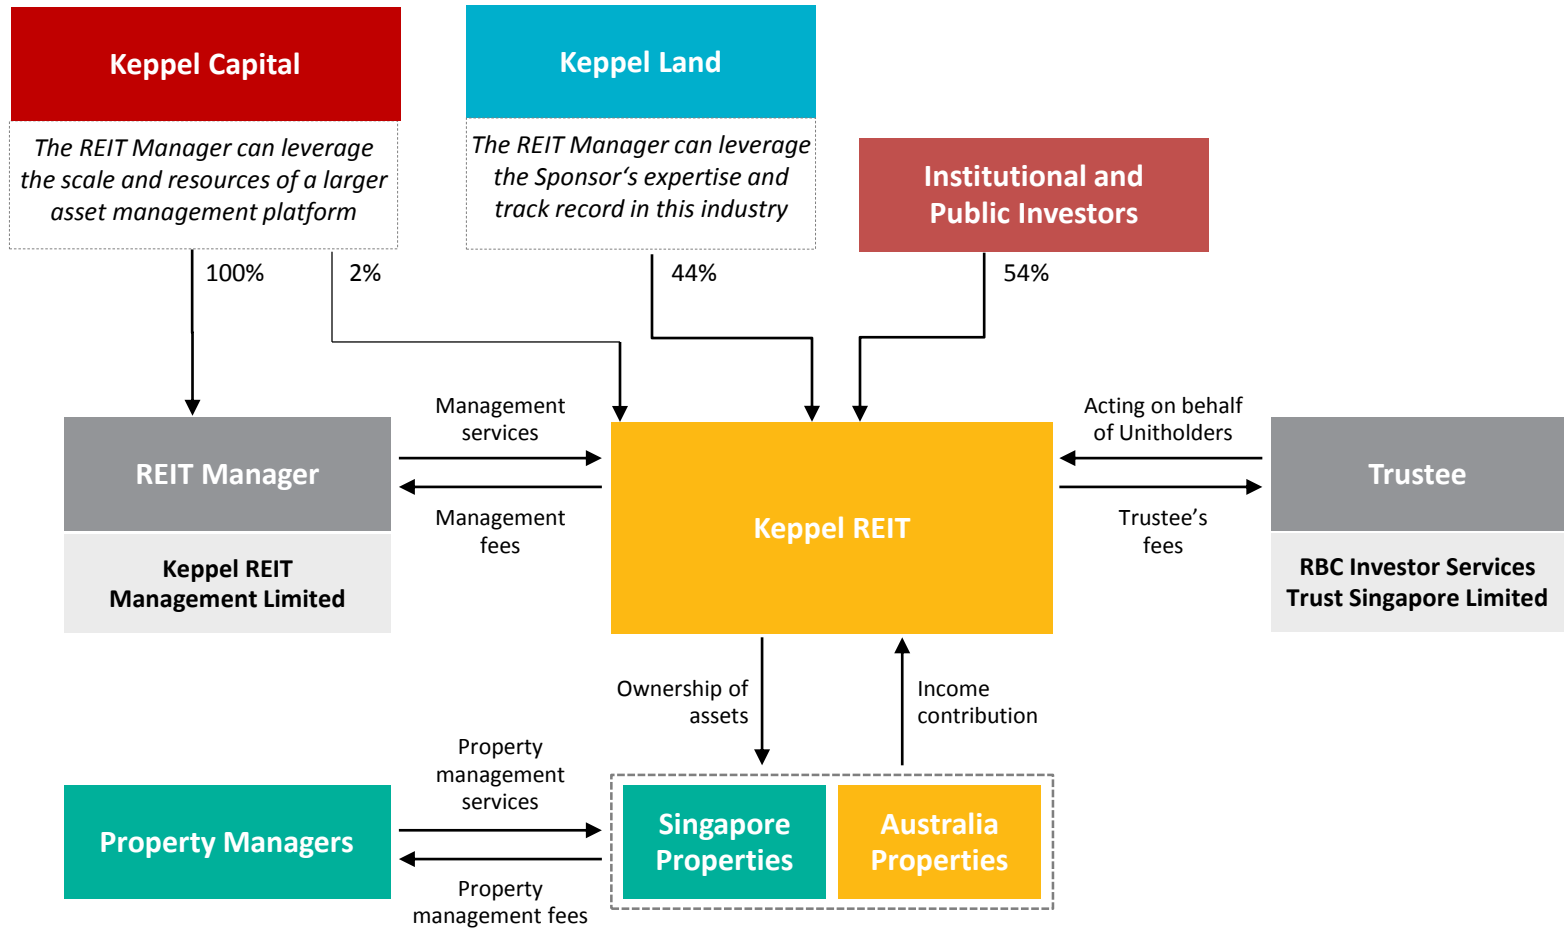 Keppel Capital
The REIT Manager can leverage
the scale and resources of a larger
asset management platform
Keppel Land
The REIT Manager can leverage
the Sponsor‘s expertise and
track record in this industry
Institutional and
Public Investors
100%
2%
44%
54%
REIT Manager
Keppel REIT
Management Limited
Management
services
Management
fees
Keppel REIT
Acting on behalf
of Unitholders
Trustee’s
fees
Trustee
RBC Investor Services
Trust Singapore Limited
Ownership of
assets
Income
contribution
Property Managers
Property
management
services
Property
management fees
Singapore
Properties
Australia
Properties